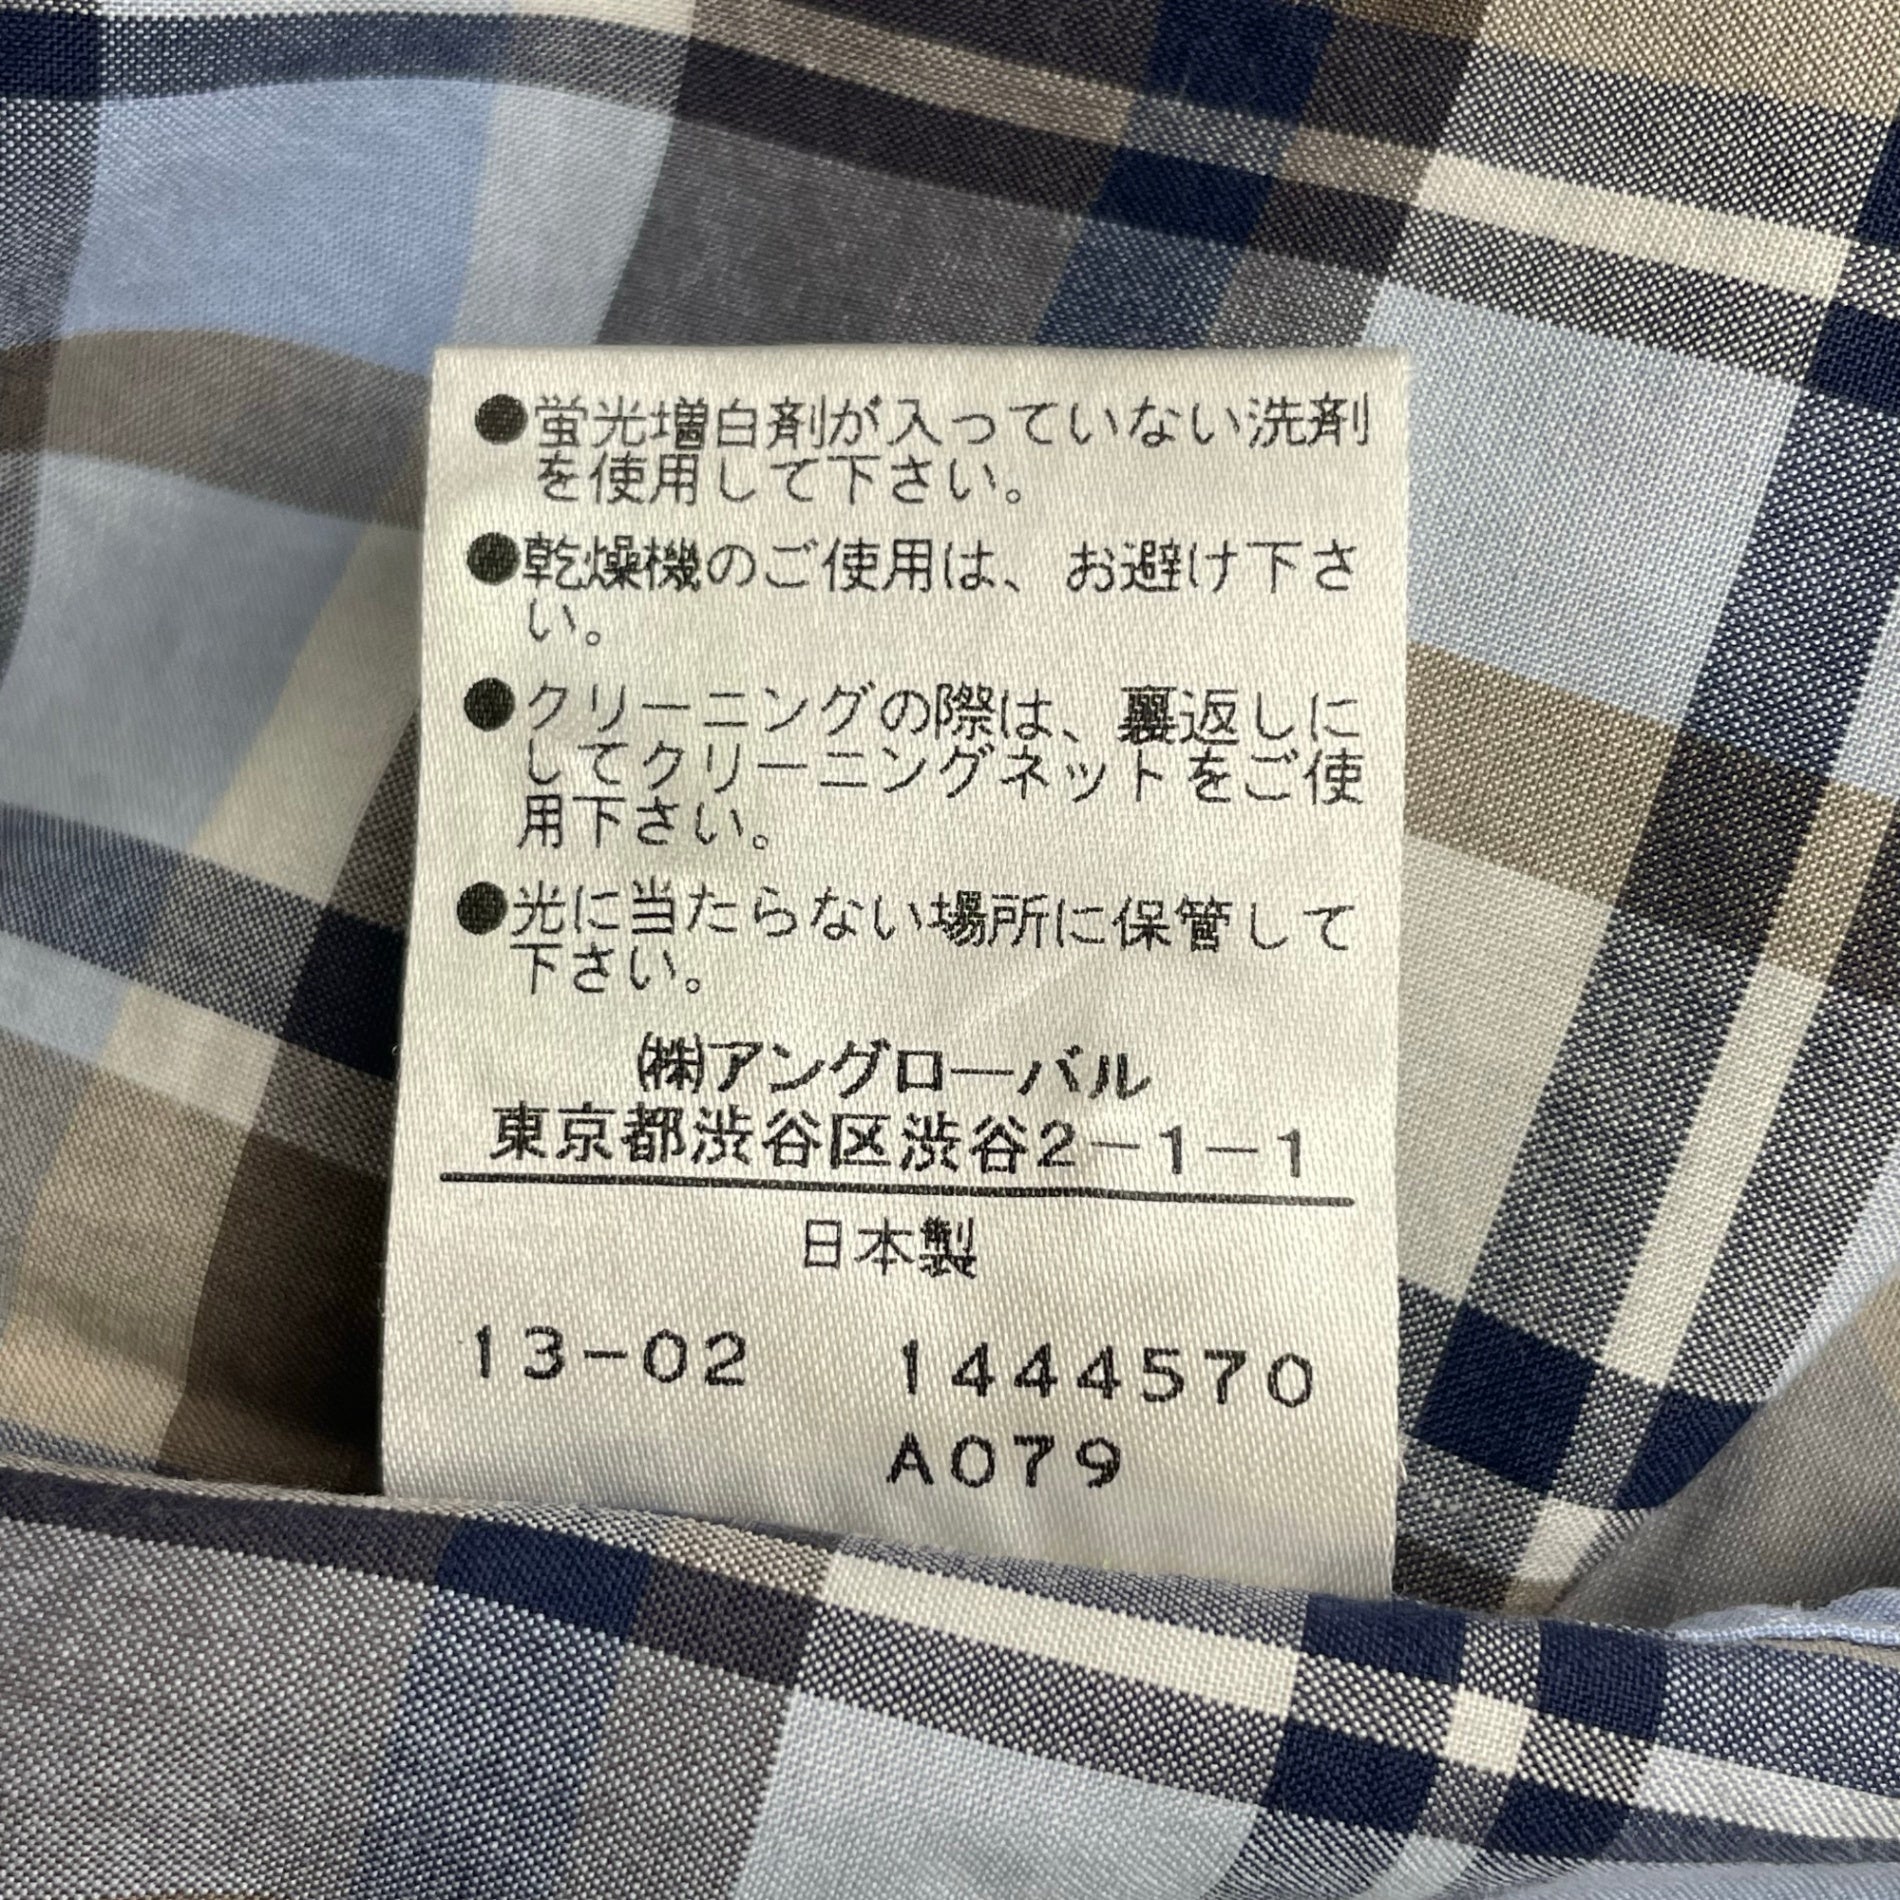 ●蛍光増白剤が入っていない洗剤
を使用して下さい。
●乾燥機のご使用は、お避け下さ
い。
●クリーニングの際は、裏返しに
してクリーニングネットをご使
用下さい。
●光に当たらない場所に保管して
下さい。
㈱アングローバル
東京都渋谷区渋谷2-1-1
日本製
13-02 1444570
A079